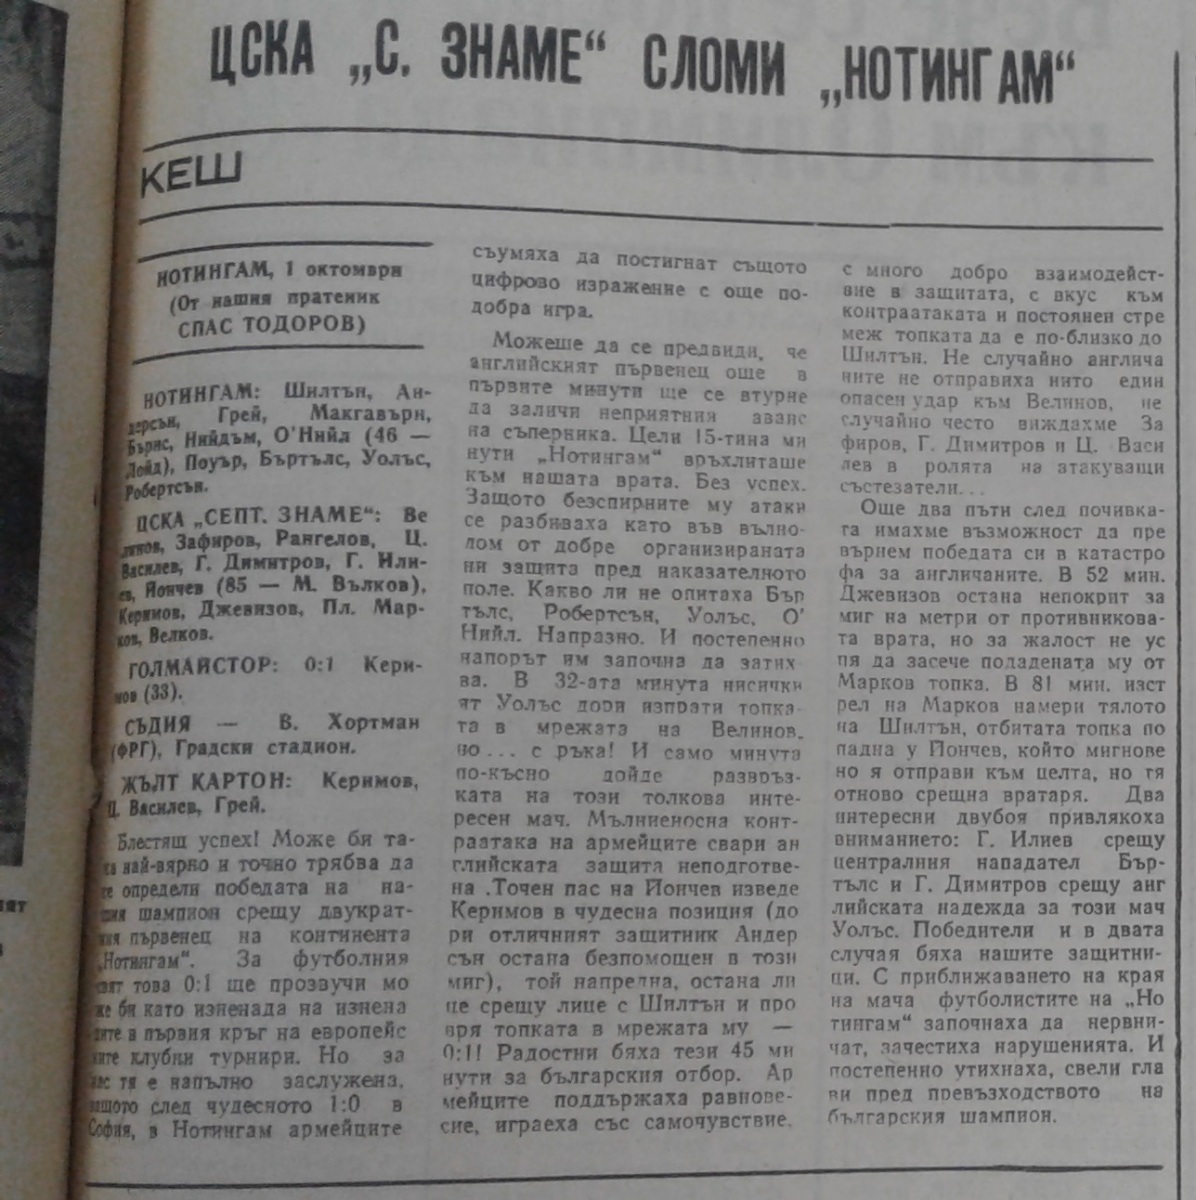 ЦСКА „С. ЗНАМЕ“ СЛОМИ „НОТИНГАМ“
КЕШ
НОТИНГАМ, 1 октомври
(От нашия пратеник
СПАС ТОДОРОВ)
НОТИНГАМ: Шилтън, Ан-
дерсън, Грей, Макгавърн,
Бърнс, Нийдъм, О'Нийл (46 —
Лойд), Поуър, Бъртълс, Уолъс,
Робертсън.
ЦСКА „СЕПТ. ЗНАМЕ“: Ве
линов, Зафиров, Рангелов, Ц.
Василев, Г. Димитров, Г. Или-
ев, Йончев (85 — М. Вълков),
Керимов, Джевизов, Пл. Мар-
ков, Велков.
ГОЛМАЙСТОР: 0:1 Кери-
мов (33).
СЪДИЯ — В. Хортман
(ФРГ), Градски стадион.
ЖЪЛТ КАРТОН: Керимов,
Ц. Василев, Грей.
Блестящ успех! Може би та-
ка най-вярно и точно трябва да
се определи победата на на-
шия шампион срещу двукрат-
ния първенец на континента
„Нотингам“. За футболния
свят това 0:1 ще прозвучи мо
же би като изненада на изнена
дите в първия кръг на европейс
ките клубни турнири. Но за
нас тя е напълно заслужена,
защото след чудесното 1:0 в
София, в Нотингам армейците
съумяха да постигнат същото
цифрово изражение с още по-
добра игра.
Можеше да се предвиди, че
английският първенец още в
първите минути ще се втурне
да заличи неприятния аванс
на съперника. Цели 15-тина ми
нути „Нотингам“ връхлиташе
към нашата врата. Без успех.
Защото безспирните му атаки
се разбиваха като във вълно-
лом от добре организираната
ни защита пред наказателното
поле. Какво ли не опитаха Бър
тълс, Робертсън, Уолъс, О'
Нийл. Напразно. И постепенно
напорът им започна да затих
ва. В 32-ата минута нисички
ят Уолъс дори изпрати топка-
та в мрежата на Велинов,
но... с ръка! И само минута
по-късно дойде развръз-
ката на този толкова инте-
ресен мач. Мълниеносна конт-
раатака на армейците свари ан
глийската защита неподготве-
на .Точен пас на Йончев изведе
Керимов в чудесна позиция (до
ри отличният защитник Андер
сън остана безпомощен в този
миг), той напредна, остана ли
це срещу лице с Шилтън и про
вря топката в мрежата му —
0:1! Радостни бяха тези 45 ми
нути за българския отбор. Ар
мейците поддържаха равнове-
сие, играеха със самочувствие,
с много добро взаимодейст-
вие в защитата, с вкус към
контраатаката и постоянен стре
меж топката да е по-близко до
Шилтън. Не случайно англича
ните не отправиха нито един
опасен удар към Велинов, не
случайно често виждахме За
фиров, Г. Димитров и Ц. Васи
лев в ролята на атакуващи
състезатели...
Още два пъти след почивка-
та имахме възможност да пре
върнем победата си в катастро
фа за англичаните. В 52 мин.
Джевизов остана непокрит за
миг на метри от противникова-
та врата, но за жалост не ус
пя да засече подадената му от
Марков топка. В 81 мин. изст
рел на Марков намери тялото
на Шилтън, отбитата топка по
падна у Йончев, който мигнове
но я отправи към целта, но тя
отново срещна вратаря. Два
интересни двубоя привлякоха
вниманието: Г. Илиев срещу
централния нападател Бър-
тълс и Г. Димитров срещу анг
лийската надежда за този мач
Уолъс. Победители и в двата
случая бяха нашите защитни-
ци. С приближаването на края
на мача футболистите на „Но
тингам“ започнаха да нервни-
чат, зачестиха нарушенията. И
постепенно утихнаха, свели гла
ви пред превъзходството на
българския шампион.